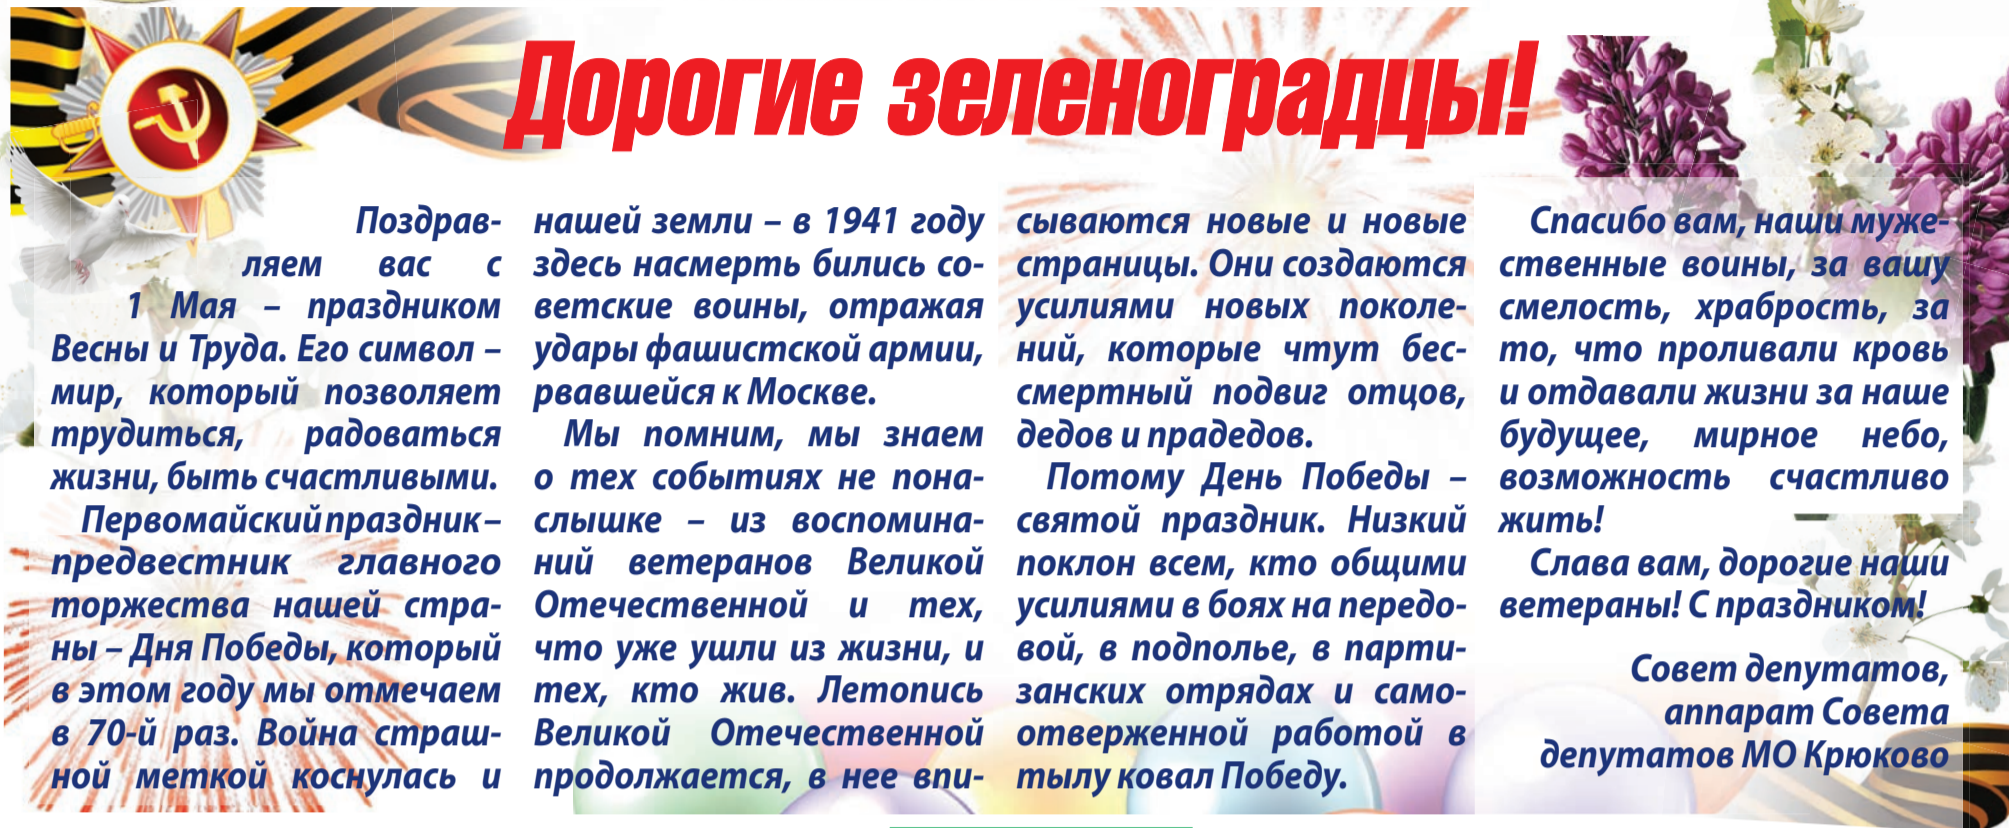 Дорогие зеленоградцы!
Поздрав-
ляем вас с
1 Мая – праздником
Весны и Труда. Его символ –
мир, который позволяет
трудиться, радоваться
жизни, быть счастливыми.
Первомайский праздник –
предвестник главного
торжества нашей стра-
ны – Дня Победы, который
в этом году мы отмечаем
в 70-й раз. Война страш-
ной меткой коснулась и
нашей земли – в 1941 году
здесь насмерть бились со-
ветские воины, отражая
удары фашистской армии,
рвавшейся к Москве.
Мы помним, мы знаем
о тех событиях не пона-
слышке – из воспомина-
ний ветеранов Великой
Отечественной и тех,
что уже ушли из жизни, и
тех, кто жив. Летопись
Великой Отечественной
продолжается, в нее впи-
сываются новые и новые
страницы. Они создаются
усилиями новых поколе-
ний, которые чтут бес-
смертный подвиг отцов,
дедов и прадедов.
Потому День Победы –
святой праздник. Низкий
поклон всем, кто общими
усилиями в боях на передо-
вой, в подполье, в парти-
занских отрядах и само-
отверженной работой в
тылу ковал Победу.
Спасибо вам, наши муже-
ственные воины, за вашу
смелость, храбрость, за
то, что проливали кровь
и отдавали жизни за наше
будущее, мирное небо,
возможность счастливо
жить!
Слава вам, дорогие наши
ветераны! С праздником!
Совет депутатов,
аппарат Совета
депутатов МО Крюково